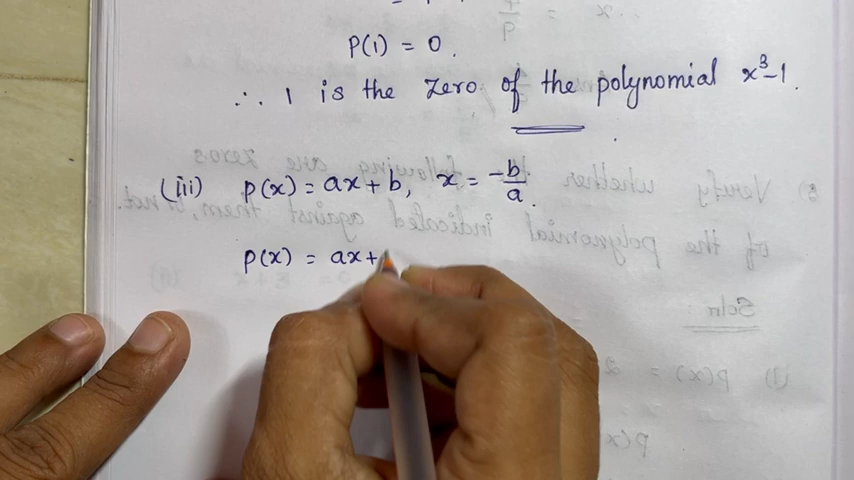 P(1) = 0.
∴ 1 is the zero of the polynomial x³-1.
(iii) p(x) = ax + b, x = -b/a.
p(x) = ax+